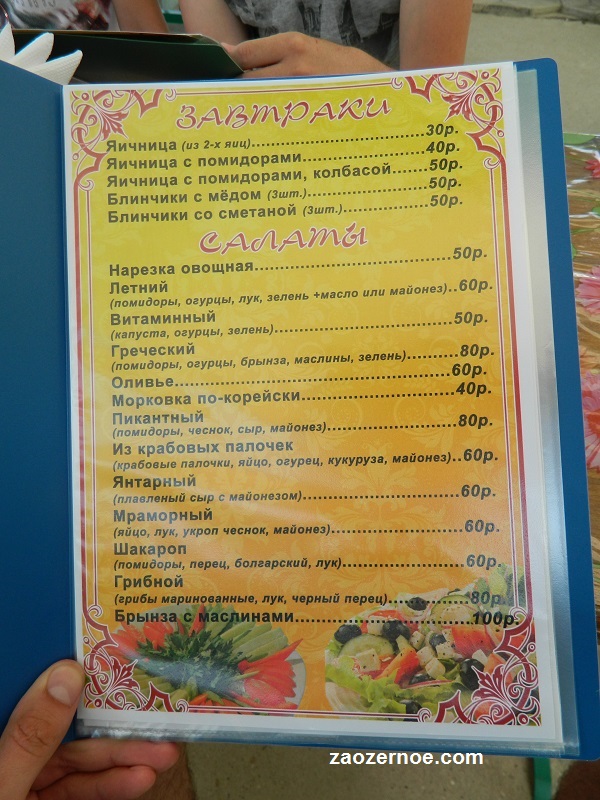 ЗАВТРАКИ
Яичница (из 2-х яиц)..............................30р.
Яичница с помидорами......................40р.
Яичница с помидорами, колбасой......50р.
Блинчики с мёдом (3шт.)....................50р.
Блинчики со сметаной (3шт.)...............50р.
САЛАТЫ
Нарезка овощная...................................50р.
Летний
(помидоры, огурцы, лук, зелень +масло или майонез)..60р.
Витаминный
(капуста, огурцы, зелень)................................50р.
Греческий
(помидоры, огурцы, брынза, маслины, зелень).........80р.
Оливье.................................................60р.
Морковка по-корейски..........................40р.
Пикантный
(помидоры, чеснок, сыр, майонез).......................80р.
Из крабовых палочек
(крабовые палочки, яйцо, огурец, кукуруза, майонез)..60р.
Янтарный
(плавленый сыр с майонезом)............................60р.
Мраморный
(яйцо, лук, укроп чеснок, майонез).......................60р.
Шакароп
(помидоры, перец, болгарский, лук)......................60р.
Грибной
(грибы маринованные, лук, черный перец)..............80р.
Брынза с маслинами..............................100р.
zaozernoe.com